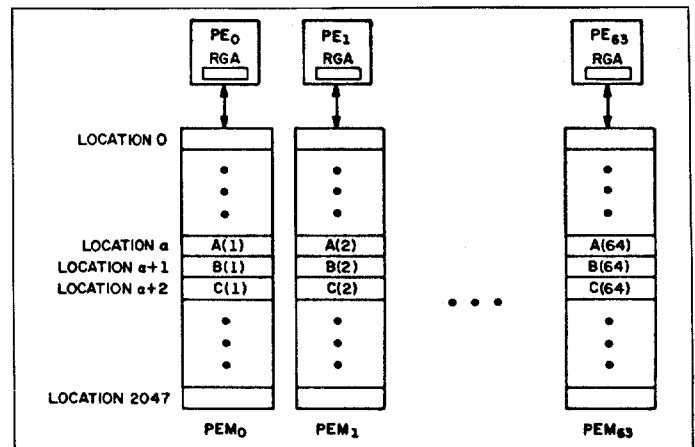 PE0 PE1 PE63
RGA RGA RGA
LOCATION 0
LOCATION α A(1) A(2) A(64)
LOCATION α+1 B(1) B(2) B(64)
LOCATION α+2 C(1) C(2) C(64)
LOCATION 2047
PEM0 PEM1 PEM63